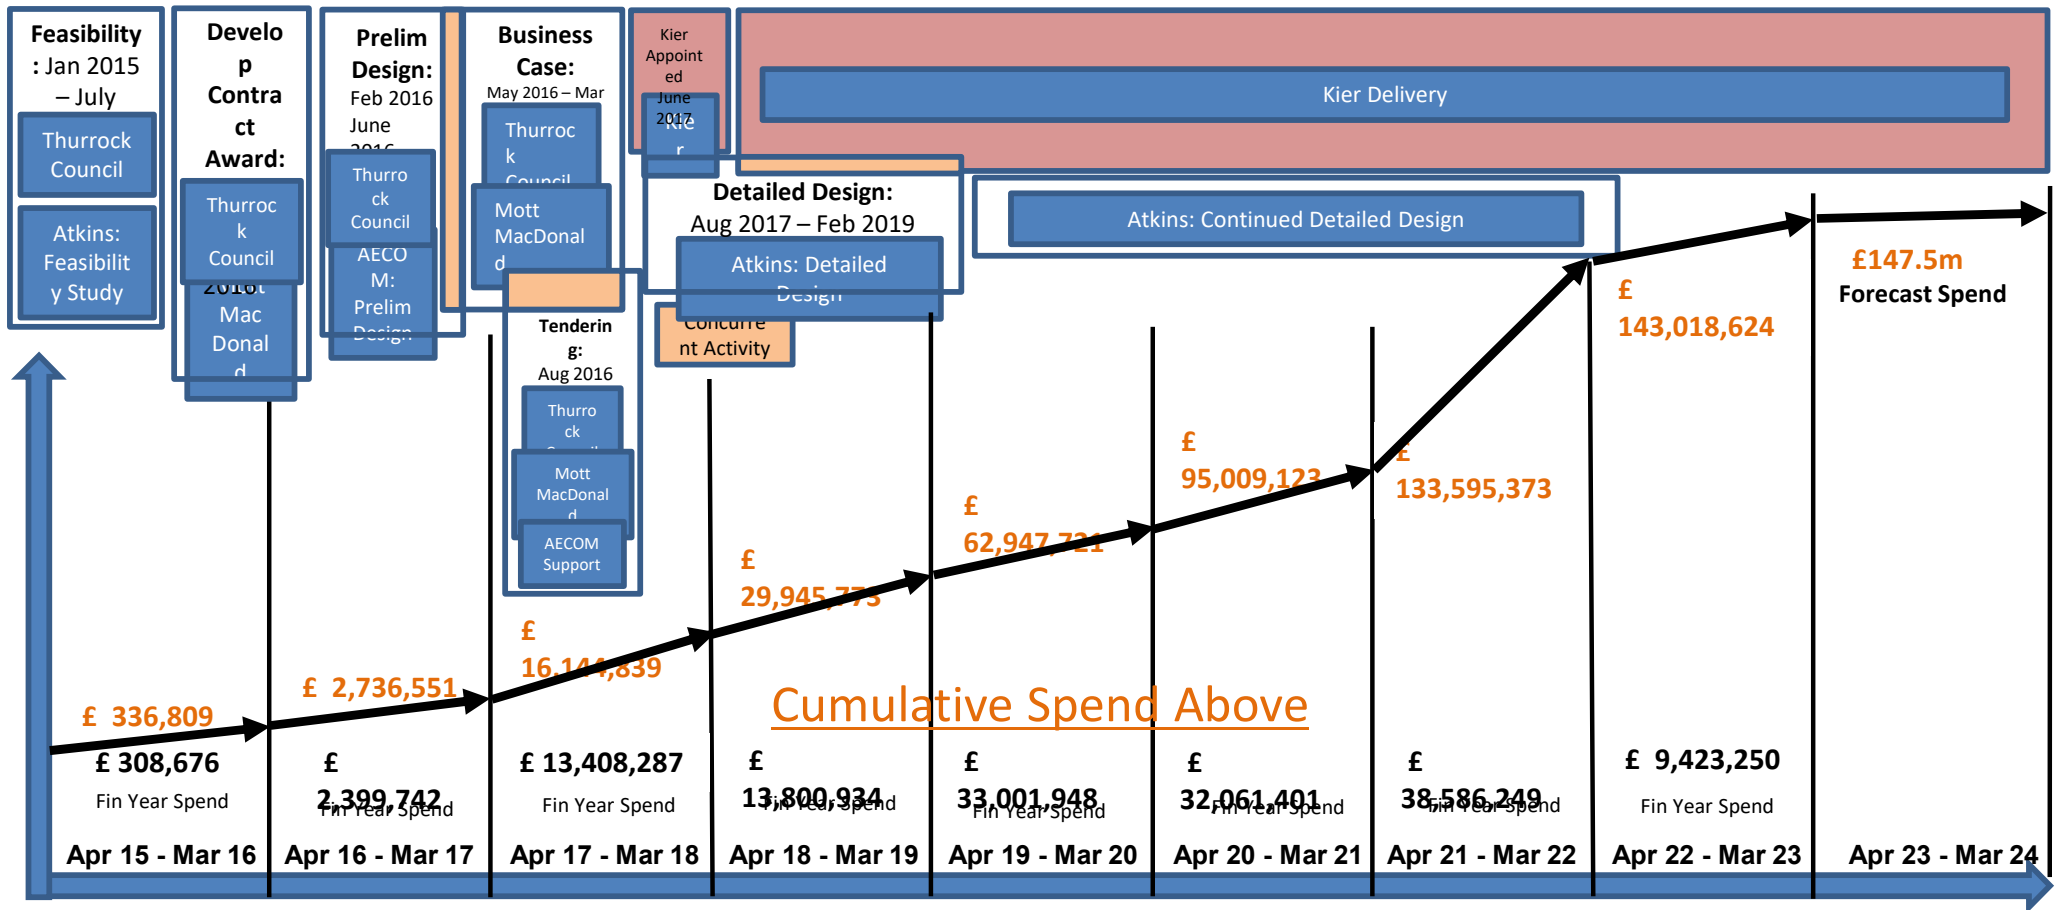 Feasibility
: Jan 2015
– July
Thurrock
Council
Atkins:
Feasibilit
y Study
Develo
p
Contra
ct
Award:
Thurroc
k
Council
2016
Mac
Donal
d
Prelim
Design:
Feb 2016
June
2016
Thurro
ck
Council
AECO
M:
Prelim
Design
Business
Case:
May 2016 – Mar
Thurroc
k
Council
Mott
MacDonal
d
Tenderin
g:
Aug 2016
Thurro
ck
Council
Mott
MacDonal
d
AECOM
Support
Kier
Appoint
ed
June
2017
Kie
r
Kier Delivery
Detailed Design:
Aug 2017 – Feb 2019
Atkins: Detailed
Design
Concurre
nt Activity
Atkins: Continued Detailed Design
£ 336,809
£ 2,736,551
£
16,144,839
£
29,945,773
£
62,947,721
£
95,009,123
£
133,595,373
£
143,018,624
£147.5m
Forecast Spend
Cumulative Spend Above
£ 308,676
Fin Year Spend
£
2,399,742
Fin Year Spend
£ 13,408,287
Fin Year Spend
£
13,800,934
Fin Year Spend
£
33,001,948
Fin Year Spend
£
32,061,401
Fin Year Spend
£
38,586,249
Fin Year Spend
£ 9,423,250
Fin Year Spend
Apr 15 - Mar 16
Apr 16 - Mar 17
Apr 17 - Mar 18
Apr 18 - Mar 19
Apr 19 - Mar 20
Apr 20 - Mar 21
Apr 21 - Mar 22
Apr 22 - Mar 23
Apr 23 - Mar 24